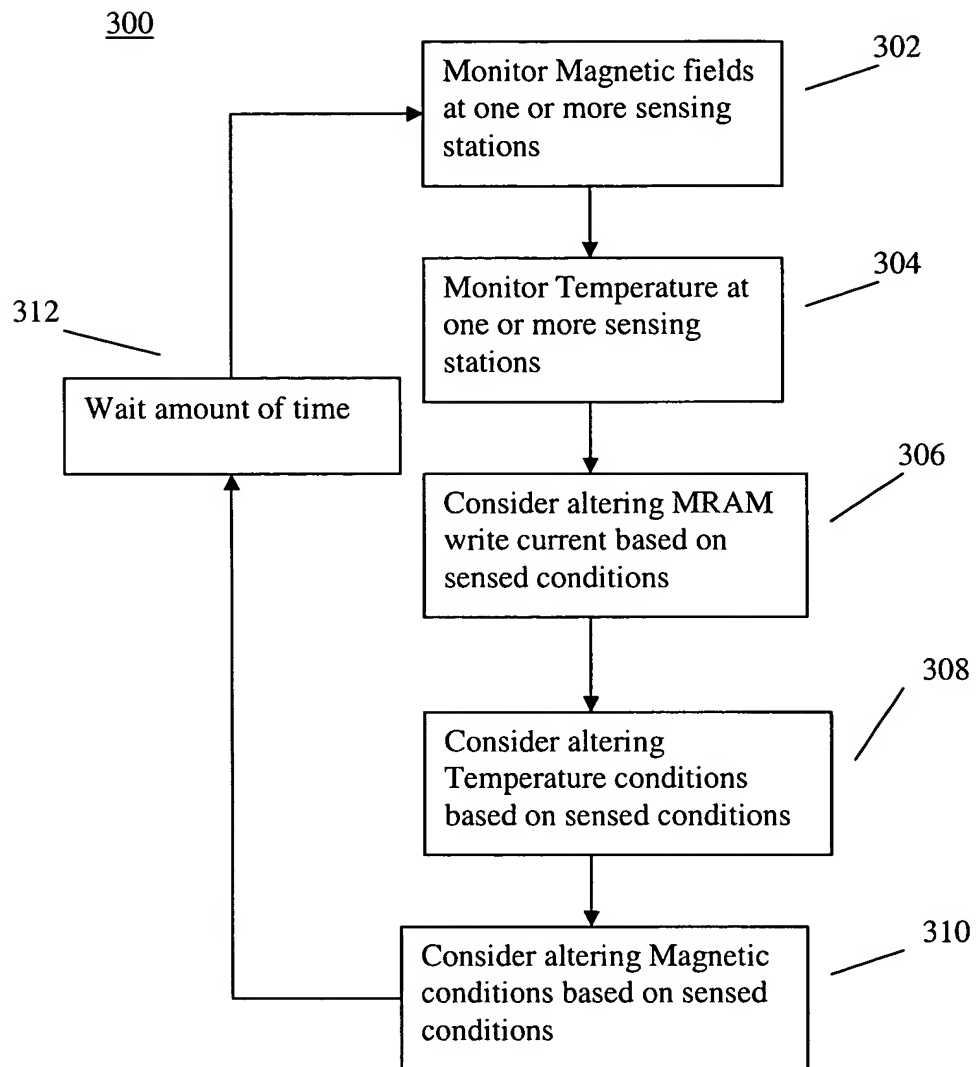 300
302
Monitor Magnetic fields
at one or more sensing
stations
304
Monitor Temperature at
one or more sensing
stations
312
Wait amount of time
306
Consider altering MRAM
write current based on
sensed conditions
308
Consider altering
Temperature conditions
based on sensed conditions
310
Consider altering Magnetic
conditions based on sensed
conditions